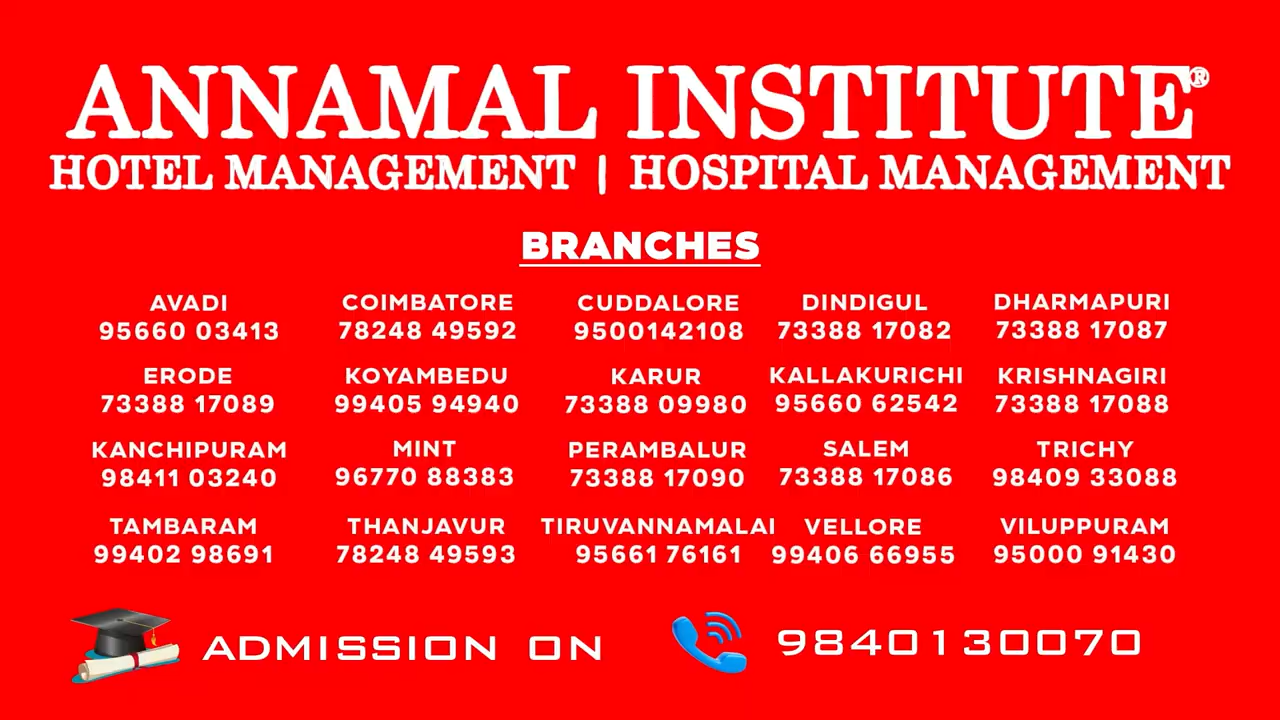 ANNAMAL INSTITUTE®
HOTEL MANAGEMENT | HOSPITAL MANAGEMENT
BRANCHES
AVADI COIMBATORE CUDDALORE DINDIGUL DHARMAPURI
95660 03413 78248 49592 9500142108 73388 17082 73388 17087
ERODE KOYAMBEDU KARUR KALLAKURICHI KRISHNAGIRI
73388 17089 99405 94940 73388 09980 95660 62542 73388 17088
KANCHIPURAM MINT PERAMBALUR SALEM TRICHY
98411 03240 96770 88383 73388 17090 73388 17086 98409 33088
TAMBARAM THANJAVUR TIRUVANNAMALAI VELLORE VILUPPURAM
99402 98691 78248 49593 95661 76161 99406 66955 95000 91430
ADMISSION ON 9840130070